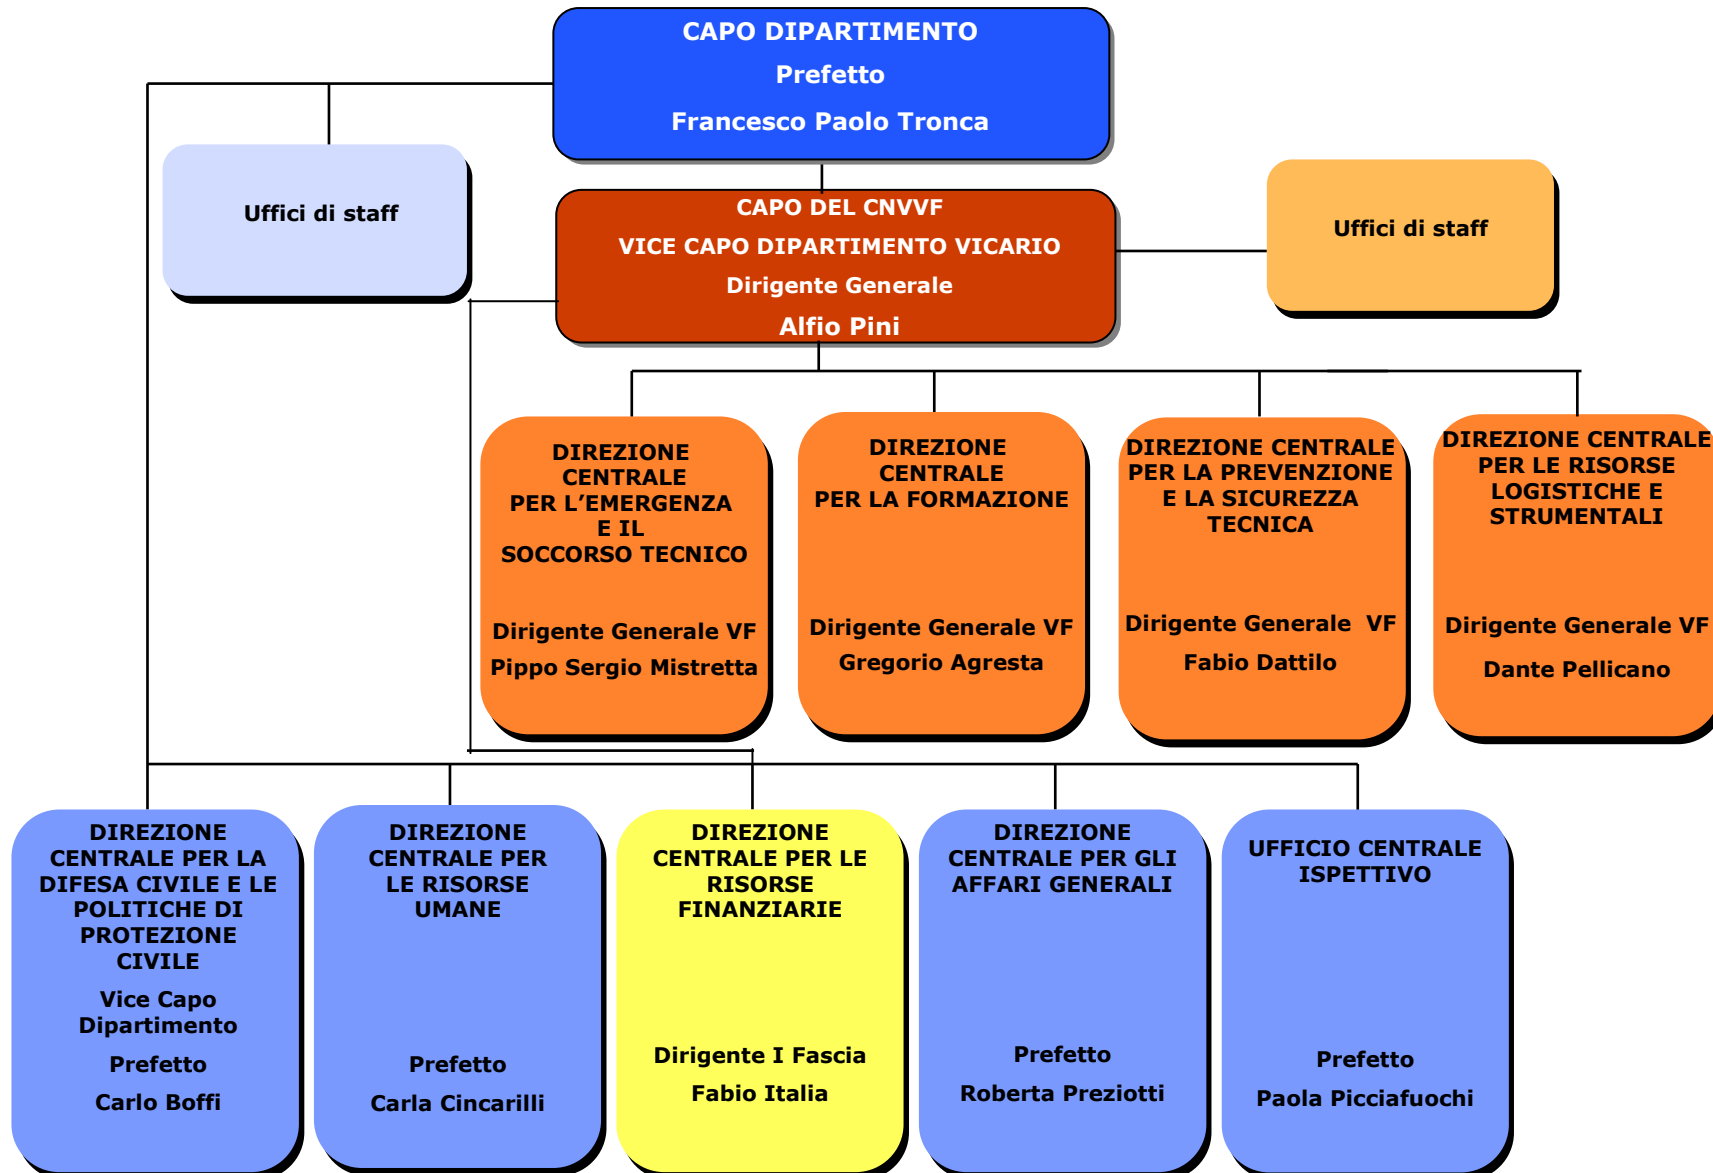 CAPO DIPARTIMENTO
Prefetto
Francesco Paolo Tronca
Uffici di staff
CAPO DEL CNVVF
VICE CAPO DIPARTIMENTO VICARIO
Dirigente Generale
Alfio Pini
Uffici di staff
DIREZIONE
CENTRALE
PER L’EMERGENZA
E IL
SOCCORSO TECNICO
Dirigente Generale VF
Pippo Sergio Mistretta
DIREZIONE
CENTRALE
PER LA FORMAZIONE
Dirigente Generale VF
Gregorio Agresta
DIREZIONE CENTRALE
PER LA PREVENZIONE
E LA SICUREZZA
TECNICA
Dirigente Generale  VF
Fabio Dattilo
DIREZIONE CENTRALE
PER LE RISORSE
LOGISTICHE E
STRUMENTALI
Dirigente Generale VF
Dante Pellicano
DIREZIONE
CENTRALE PER LA
DIFESA CIVILE E LE
POLITICHE DI
PROTEZIONE
CIVILE
Vice Capo
Dipartimento
Prefetto
Carlo Boffi
DIREZIONE
CENTRALE PER
LE RISORSE
UMANE
Prefetto
Carla Cincarilli
DIREZIONE
CENTRALE PER LE
RISORSE
FINANZIARIE
Dirigente I Fascia
Fabio Italia
DIREZIONE
CENTRALE PER GLI
AFFARI GENERALI
Prefetto
Roberta Preziotti
UFFICIO CENTRALE
ISPETTIVO
Prefetto
Paola Picciafuochi